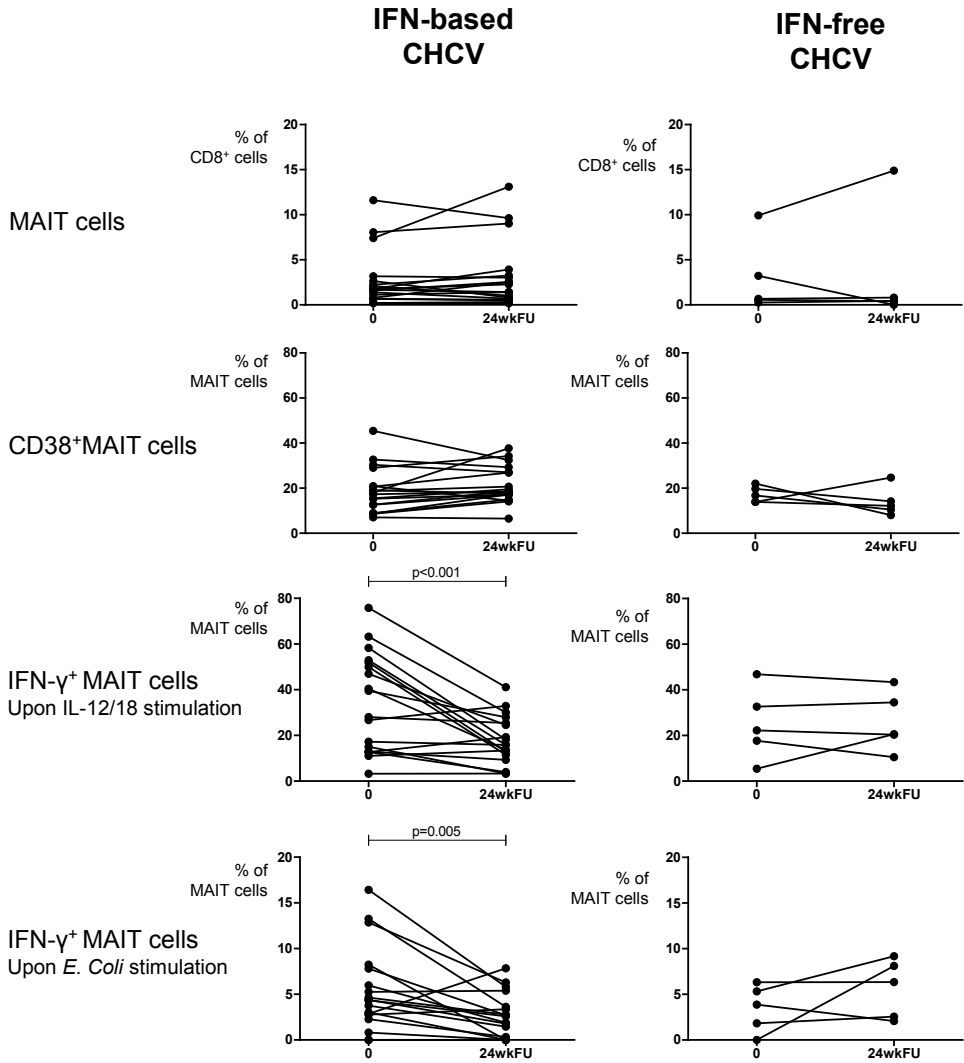 IFN-based
CHCV
IFN-free
CHCV
MAIT cells
% of
CD8⁺ cells
20
15
10
5
0
0
24wkFU
% of
CD8⁺ cells
20
15
10
5
0
0
24wkFU
CD38⁺MAIT cells
% of
MAIT cells
80
60
40
20
0
0
24wkFU
% of
MAIT cells
80
60
40
20
0
0
24wkFU
IFN-γ⁺ MAIT cells
Upon IL-12/18 stimulation
p<0.001
% of
MAIT cells
80
60
40
20
0
0
24wkFU
% of
MAIT cells
80
60
40
20
0
0
24wkFU
IFN-γ⁺ MAIT cells
Upon E. Coli stimulation
p=0.005
% of
MAIT cells
20
15
10
5
0
0
24wkFU
% of
MAIT cells
20
15
10
5
0
0
24wkFU